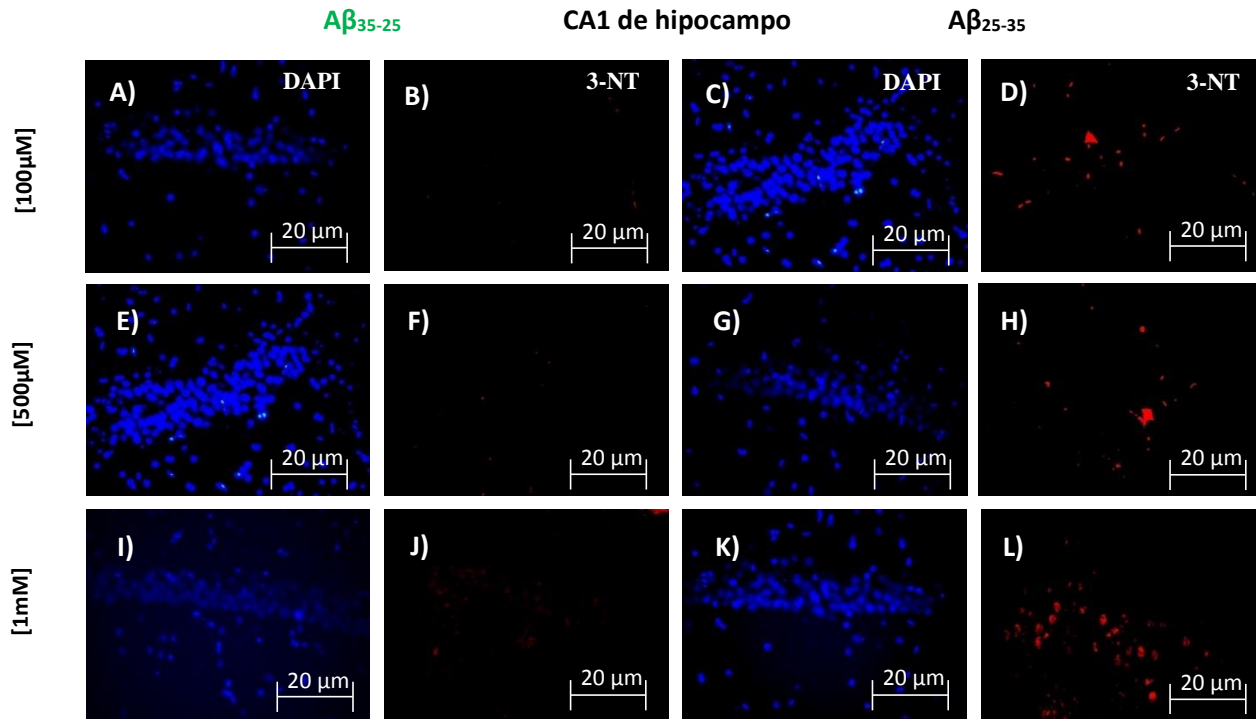 Aβ35-25 CA1 de hipocampo Aβ25-35
[100μM]
A) DAPI
20 μm
B) 3-NT
20 μm
C) DAPI
20 μm
D) 3-NT
20 μm
[500μM]
E)
20 μm
F)
20 μm
G)
20 μm
H)
20 μm
[1mM]
I)
20 μm
J)
20 μm
K)
20 μm
L)
20 μm